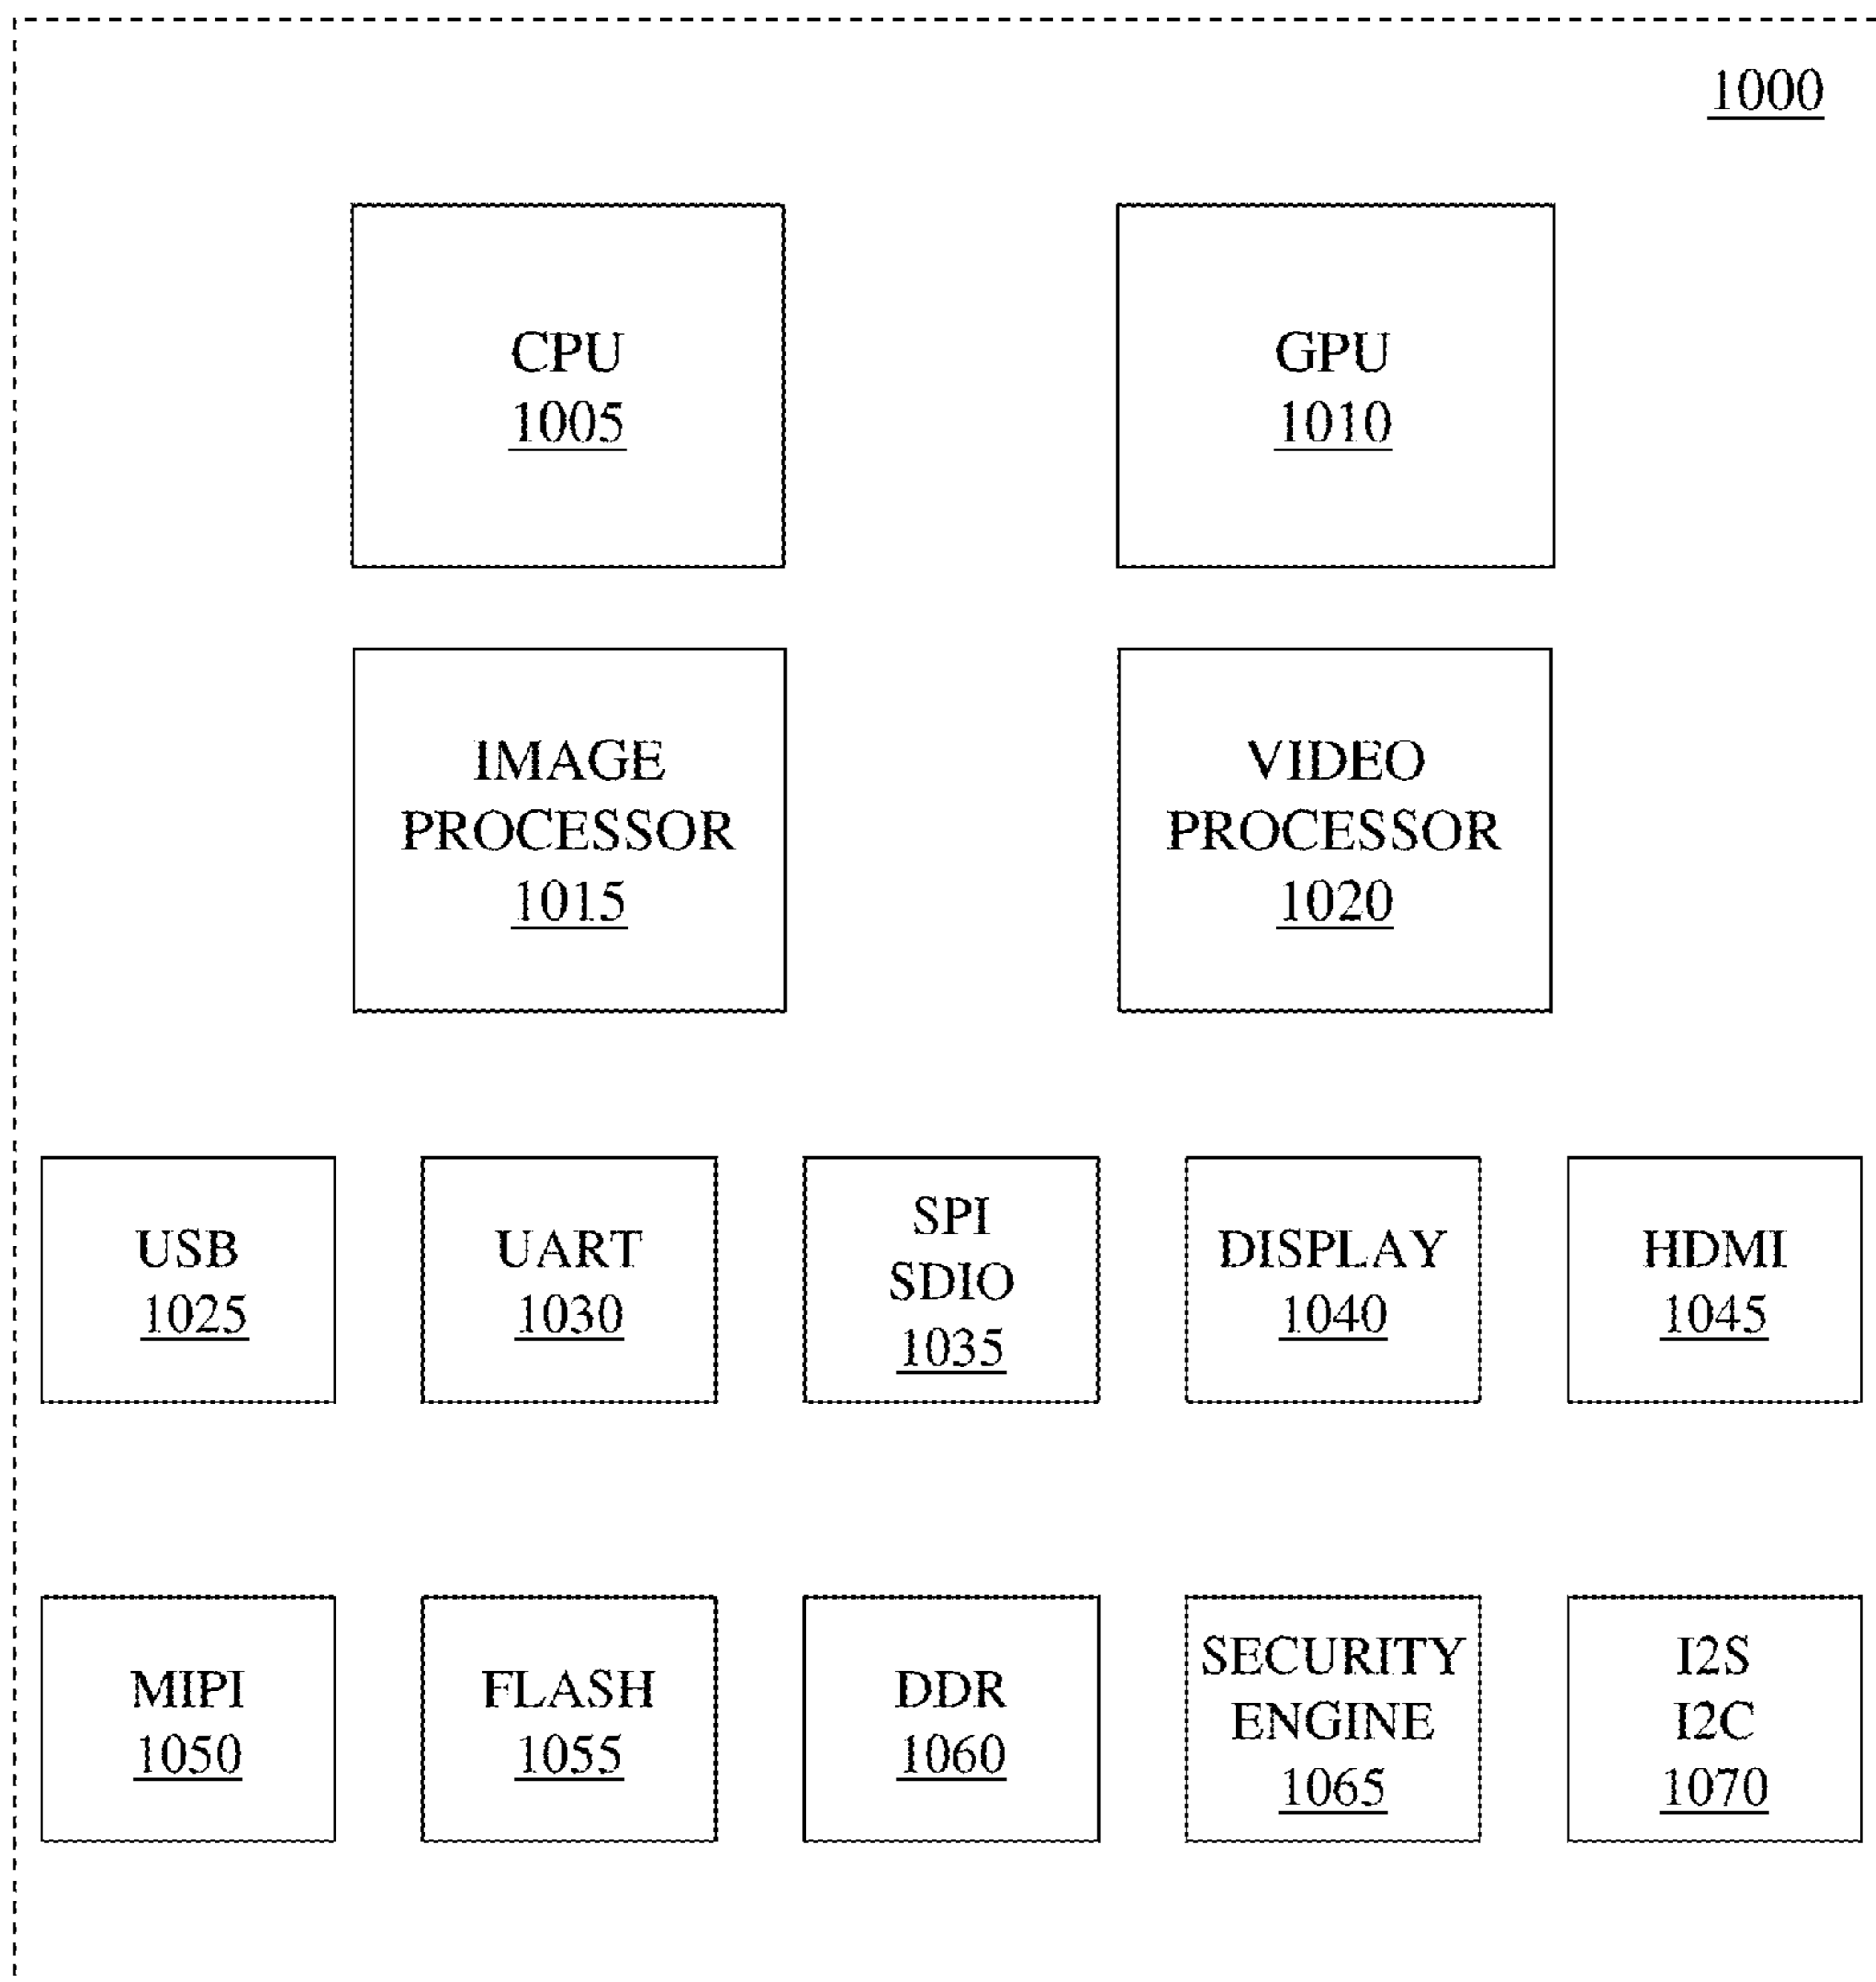 1000
CPU
1005
GPU
1010
IMAGE
PROCESSOR
1015
VIDEO
PROCESSOR
1020
USB
1025
UART
1030
SPI
SDIO
1035
DISPLAY
1040
HDMI
1045
MIPI
1050
FLASH
1055
DDR
1060
SECURITY
ENGINE
1065
I2S
I2C
1070